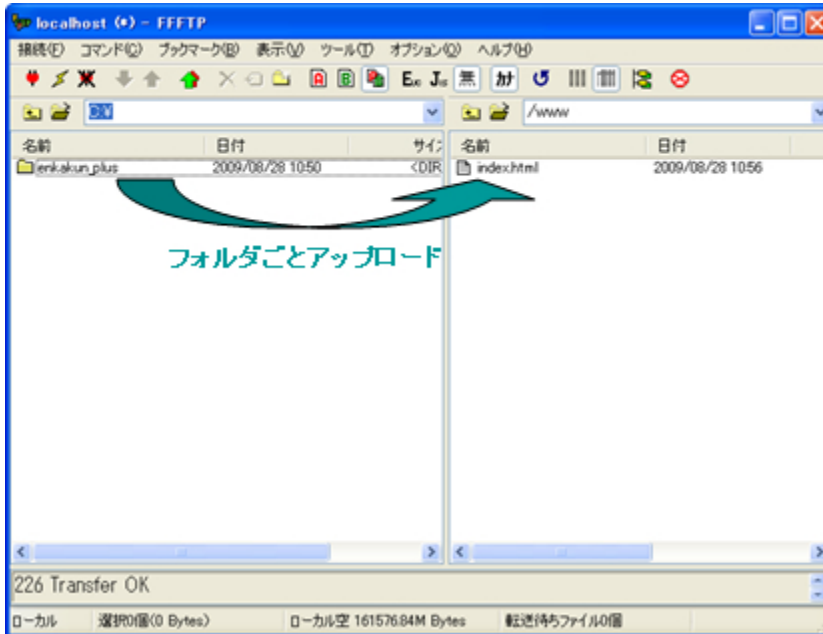 localhost (*) - FFFTP
接続(F) コマンド(C) ブックマーク(B) 表示(V) ツール(T) オプション(O) ヘルプ(H)
A B Euc JIS 無 カナ
D:¥ /www
名前 日付 サイズ 名前 日付
enkakun_plus 2009/08/28 10:50 <DIR index.html 2009/08/28 10:56
フォルダごとアップロード
226 Transfer OK
ローカル 選択0個(0 Bytes) ローカル空 161576.84M Bytes 転送待ちファイル0個